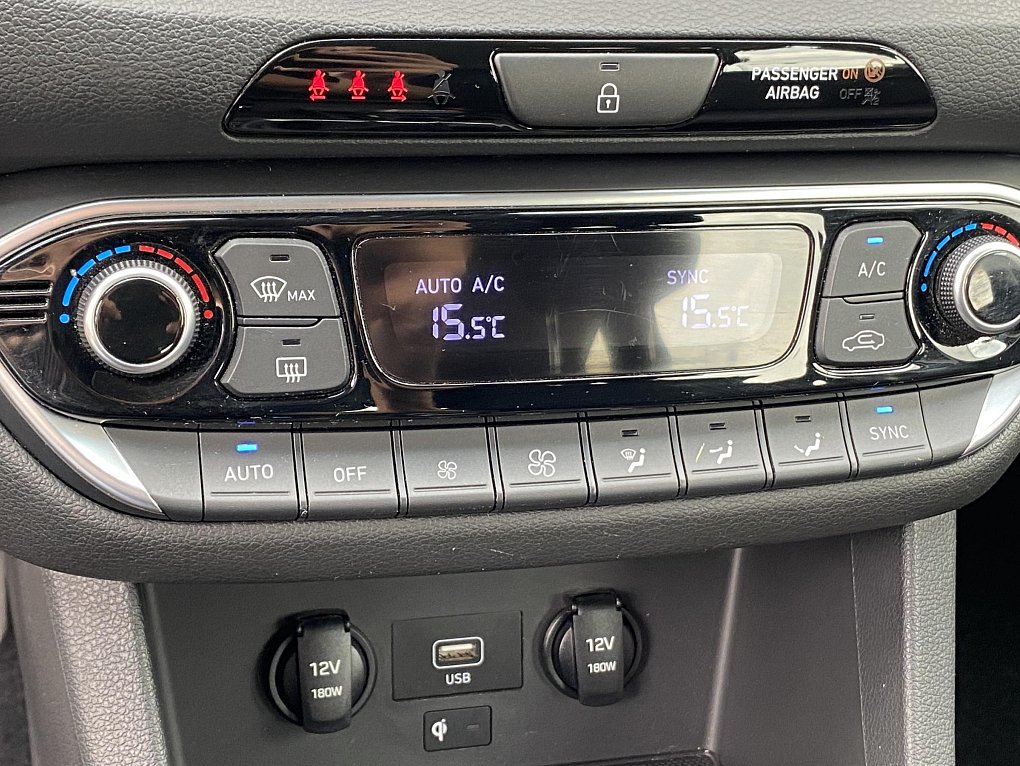 PASSENGER ON
AIRBAG OFF
MAX
AUTO A/C
SYNC
15.5°C
15.5°C
A/C
AUTO
OFF
SYNC
12V
180W
USB
12V
180W